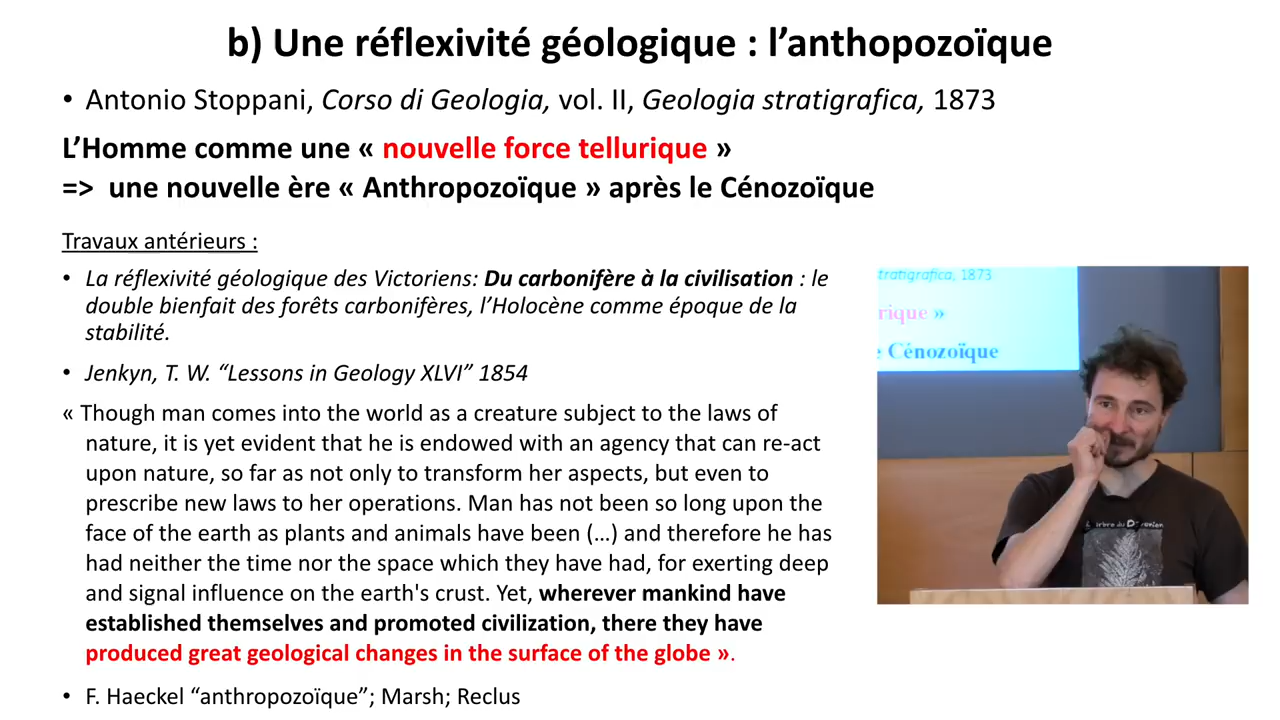 b) Une réflexivité géologique : l’anthopozoïque
• Antonio Stoppani, Corso di Geologia, vol. II, Geologia stratigrafica, 1873
L’Homme comme une « nouvelle force tellurique »
=> une nouvelle ère « Anthropozoïque » après le Cénozoïque
Travaux antérieurs :
• La réflexivité géologique des Victoriens: Du carbonifère à la civilisation : le
double bienfait des forêts carbonifères, l’Holocène comme époque de la
stabilité.
• Jenkyn, T. W. “Lessons in Geology XLVI” 1854
« Though man comes into the world as a creature subject to the laws of
nature, it is yet evident that he is endowed with an agency that can re-act
upon nature, so far as not only to transform her aspects, but even to
prescribe new laws to her operations. Man has not been so long upon the
face of the earth as plants and animals have been (…) and therefore he has
had neither the time nor the space which they have had, for exerting deep
and signal influence on the earth's crust. Yet, wherever mankind have
established themselves and promoted civilization, there they have
produced great geological changes in the surface of the globe ».
• F. Haeckel “anthropozoïque”; Marsh; Reclus
stratigrafica, 1873
rique »
Cénozoïque